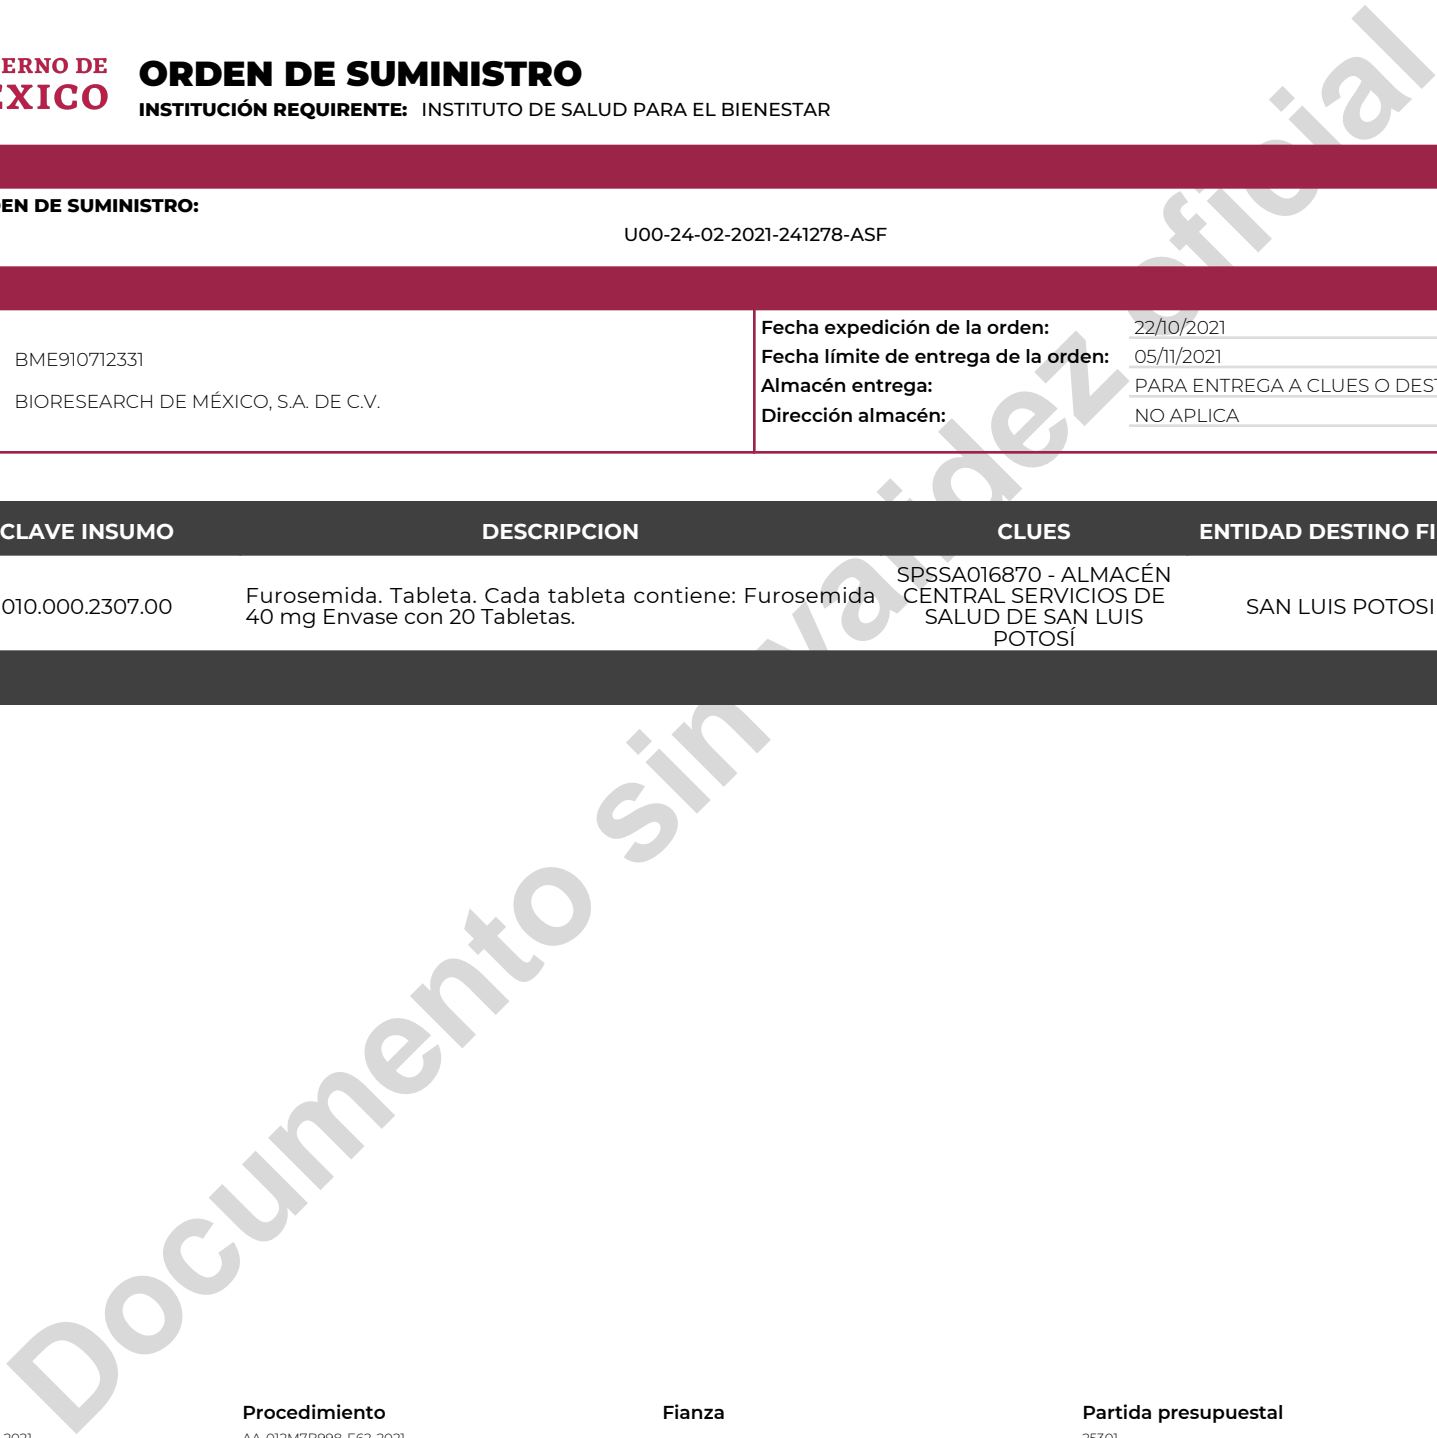 ERNO DE
ÉXICO
ORDEN DE SUMINISTRO
INSTITUCIÓN REQUIRENTE: INSTITUTO DE SALUD PARA EL BIENESTAR
EN DE SUMINISTRO:
U00-24-02-2021-241278-ASF
BME910712331
BIORESEARCH DE MÉXICO, S.A. DE C.V.
Fecha expedición de la orden: 22/10/2021
Fecha límite de entrega de la orden: 05/11/2021
Almacén entrega: PARA ENTREGA A CLUES O DEST
Dirección almacén: NO APLICA
CLAVE INSUMO DESCRIPCION CLUES ENTIDAD DESTINO FI
010.000.2307.00
Furosemida. Tableta. Cada tableta contiene: Furosemida
40 mg Envase con 20 Tabletas.
SPSSA016870 - ALMACÉN
CENTRAL SERVICIOS DE
SALUD DE SAN LUIS
POTOSÍ
SAN LUIS POTOSI
Documento sin validez oficial
Procedimiento Fianza Partida presupuestal